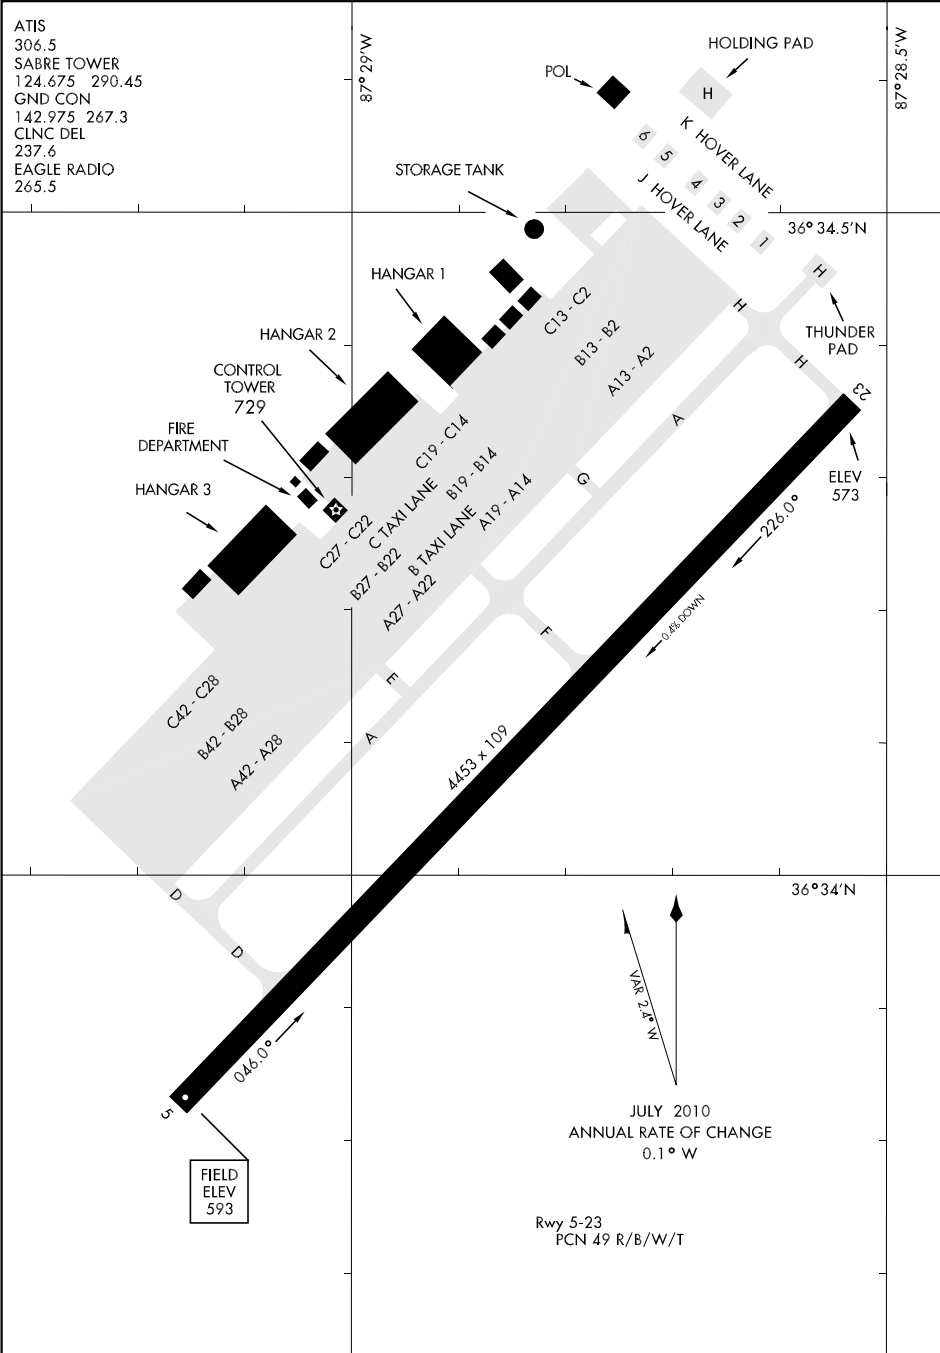 ATIS
306.5
SABRE TOWER
124.675 290.45
GND CON
142.975 267.3
CLNC DEL
237.6
EAGLE RADIO
265.5
87°29'W
87°28.5'W
HOLDING PAD
POL
H
K HOVER LANE
6
5
4
3
2
1
J HOVER LANE
STORAGE TANK
36°34.5'N
H
THUNDER
PAD
HANGAR 1
HANGAR 2
CONTROL
TOWER
729
FIRE
DEPARTMENT
HANGAR 3
C13 - C2
B13 - B2
A13 - A2
H
H
23
ELEV
573
A
G
C19 - C14
B19 - B14
A19 - A14
C TAXI LANE
B TAXI LANE
C27 - C22
B27 - B22
A27 - A22
226.0°
0.4% DOWN
F
E
A
C42 - C28
B42 - B28
A42 - A28
4453 x 109
36°34'N
D
D
046.0°
5
FIELD
ELEV
593
VAR 2.4° W
JULY 2010
ANNUAL RATE OF CHANGE
0.1° W
Rwy 5-23
PCN 49 R/B/W/T